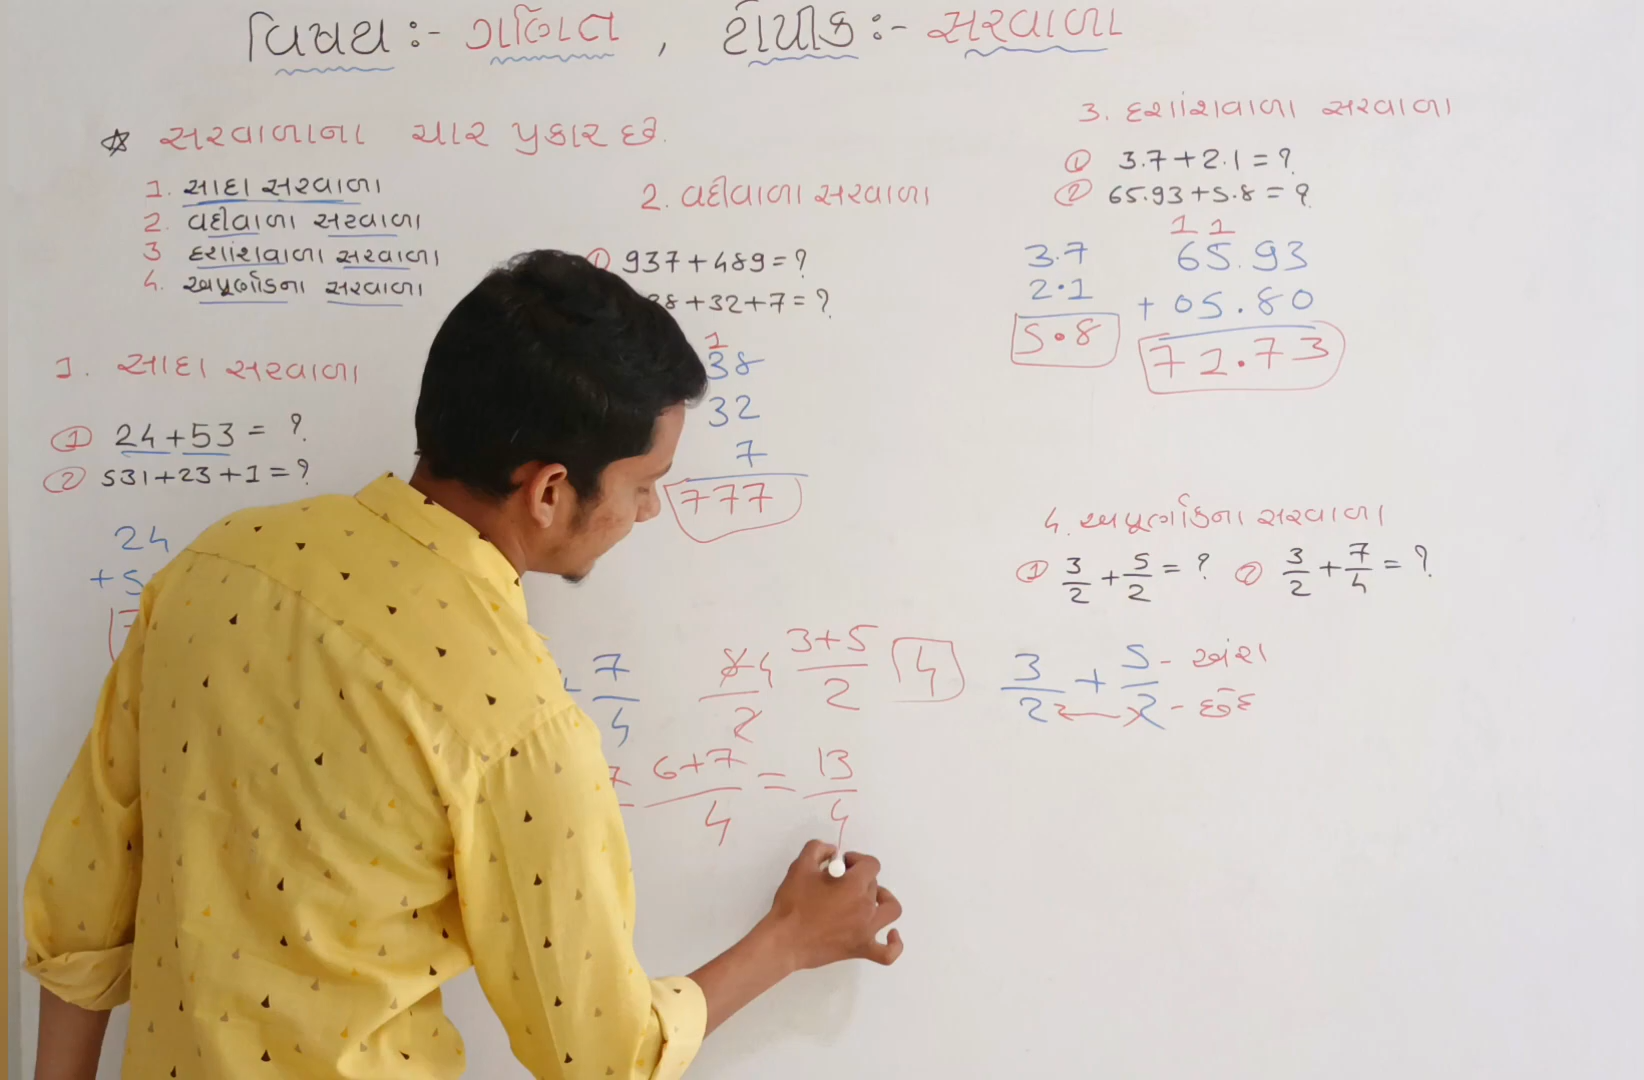 વિષય :- ગણિત , ટોપીક :- સરવાળા
☆ સરવાળાના ચાર પ્રકાર છે.
1. સાદા સરવાળા
2. વદીવાળા સરવાળા
3 દશાંશવાળા સરવાળા
4. અપૂર્ણાંકના સરવાળા
1. સાદા સરવાળા
① 24+53 = ?
② 531+23+1=?
24
+5
2. વદીવાળા સરવાળા
① 937+489=?
38+32+7=?
1
38
32
7
777
3. દશાંશવાળા સરવાળા
① 3.7+2.1=?
② 65.93+5.8=?
3.7
2.1
5.8
1 1
65.93
+ 05.80
72.73
4. અપૂર્ણાંકના સરવાળા
① 3/2 + 5/2 = ? ② 3/2 + 7/4 = ?
3/2 + 5/2 - અંશ
- છેદ
8/2 4 3+5/2 4
7/4
7 6+7/4 = 13/4